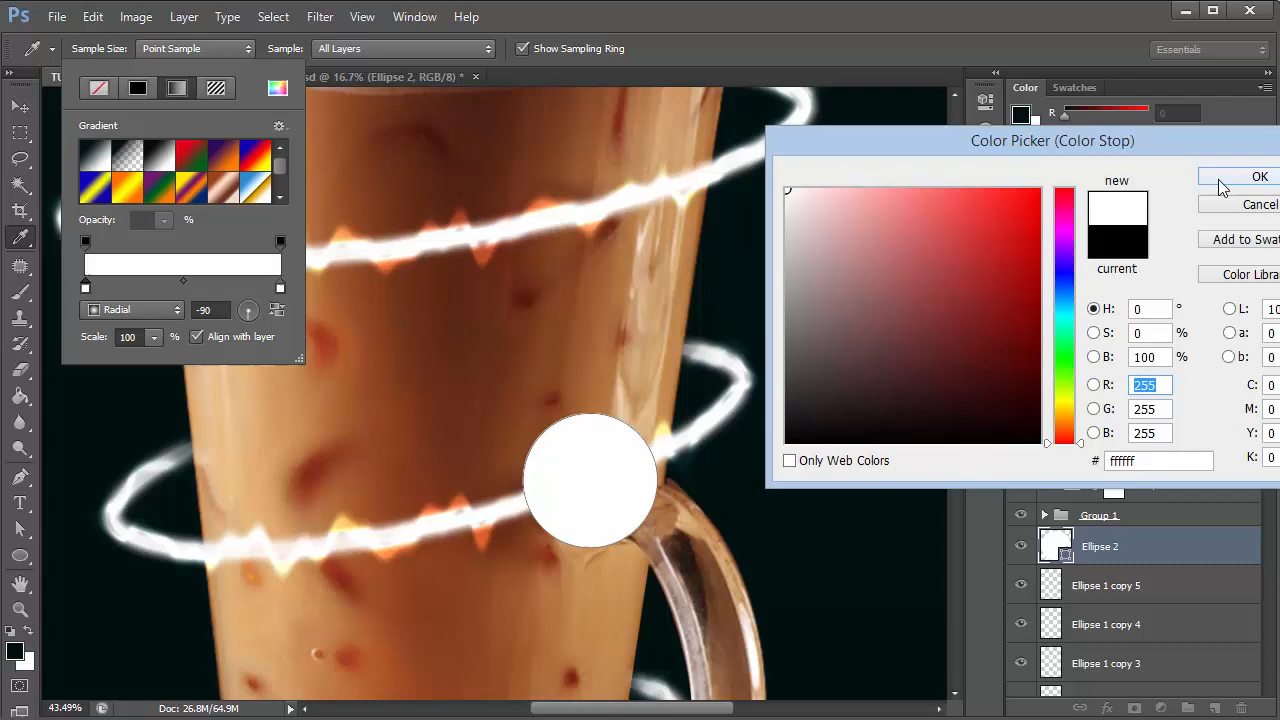 Ps File Edit Image Layer Type Select Filter View Window Help
Sample Size: Point Sample Sample: All Layers Show Sampling Ring Essentials
sd @ 16.7% (Ellipse 2, RGB/8) * ×
Color Swatches
R 0
Gradient
Opacity: %
Radial -90
Scale: 100 % Align with layer
Color Picker (Color Stop)
new
current
OK
Cancel
Add to Swat
Color Libra
H: 0 °
S: 0 %
B: 100 %
R: 255
G: 255
B: 255
# ffffff
L: 10
a: 0
b: 0
C: 0
M: 0
Y: 0
K: 0
Only Web Colors
Group 1
Ellipse 2
Ellipse 1 copy 5
Ellipse 1 copy 4
Ellipse 1 copy 3
43.49% Doc: 26.8M/64.9M